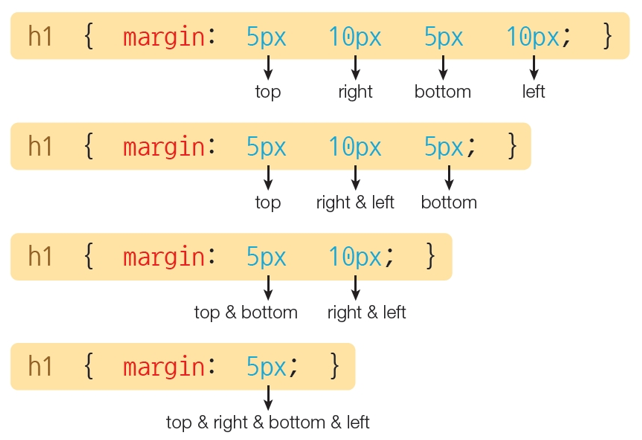 h1 { margin: 5px 10px 5px 10px; }
top right bottom left
h1 { margin: 5px 10px 5px; }
top right & left bottom
h1 { margin: 5px 10px; }
top & bottom right & left
h1 { margin: 5px; }
top & right & bottom & left